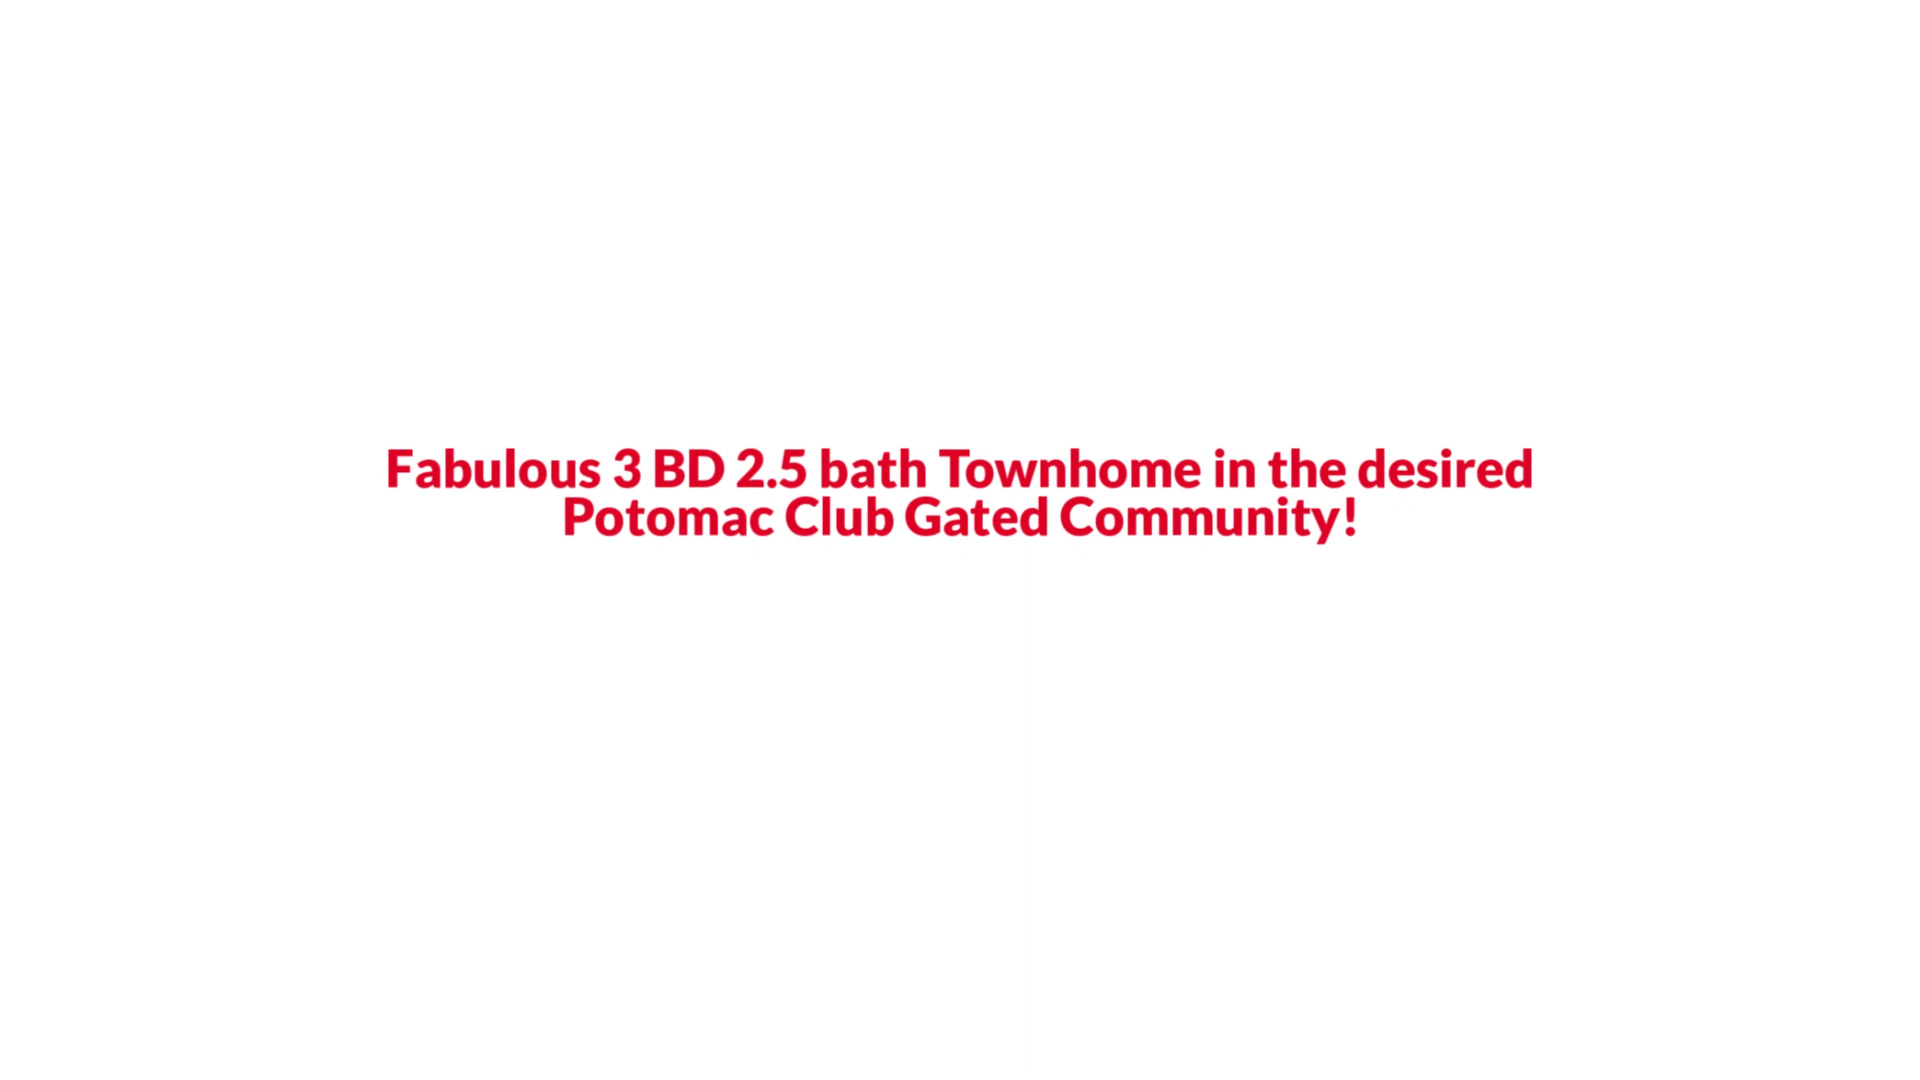 Fabulous 3 BD 2.5 bath Townhome in the desired
Potomac Club Gated Community!